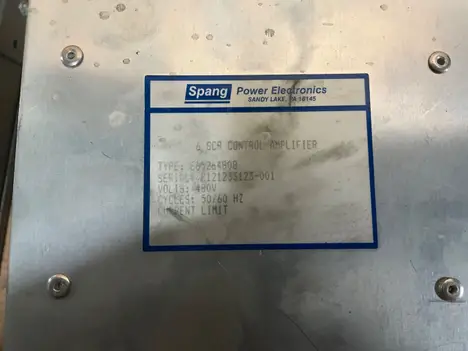 Spang Power Electronics
SANDY LAKE, PA 16145
6 SCR CONTROL AMPLIFIER
TYPE:
SERIAL#
VOLTS: 480V
CYCLES: 50/60 HZ
CURRENT LIMIT